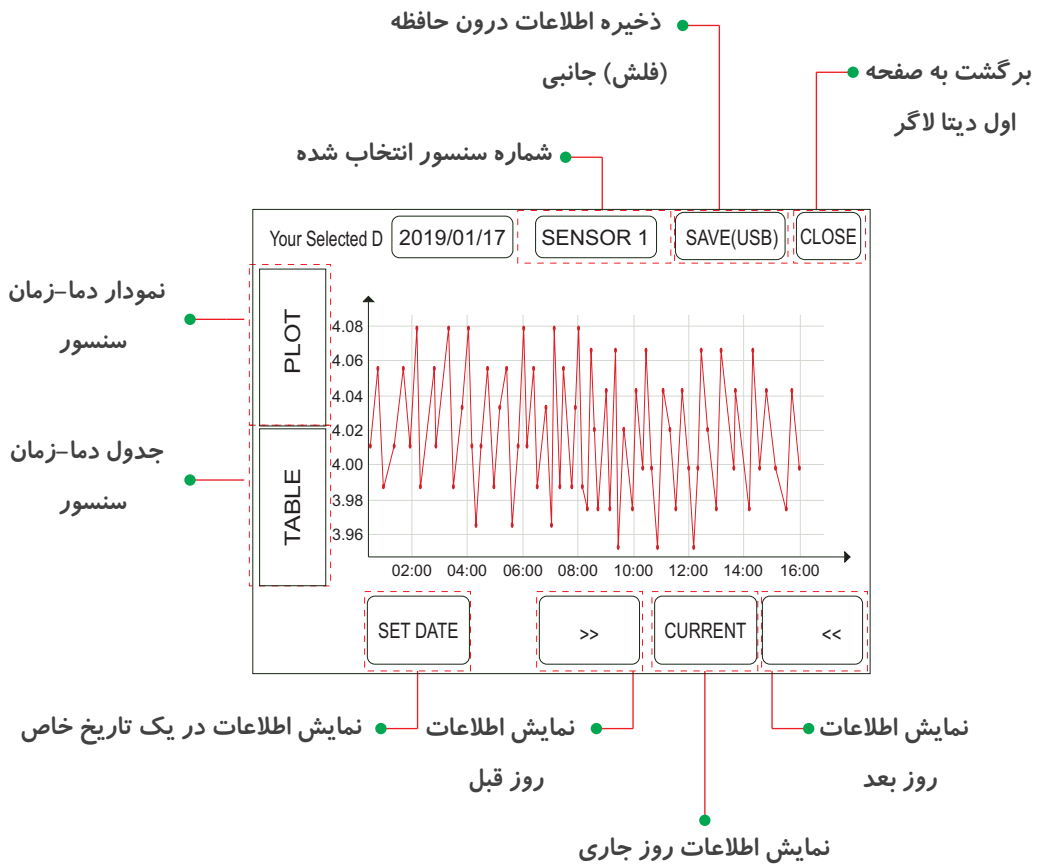 ذخیره اطلاعات درون حافظه
(فلش) جانبی
برگشت به صفحه
اول دیتا لاگر
شماره سنسور انتخاب شده
Your Selected D 2019/01/17 SENSOR 1 SAVE(USB) CLOSE
نمودار دما-زمان
سنسور
PLOT
جدول دما-زمان
سنسور
TABLE
4.08
4.06
4.04
4.02
4.00
3.98
3.96
02:00 04:00 06:00 08:00 10:00 12:00 14:00 16:00
SET DATE >> CURRENT <<
نمایش اطلاعات در یک تاریخ خاص
نمایش اطلاعات
روز قبل
نمایش اطلاعات
روز بعد
نمایش اطلاعات روز جاری